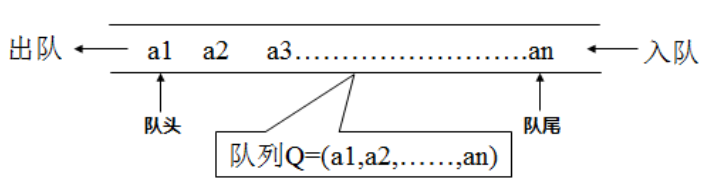 出队 a1 a2 a3………………………an 入队
队头 队尾
队列Q=(a1,a2,……,an)